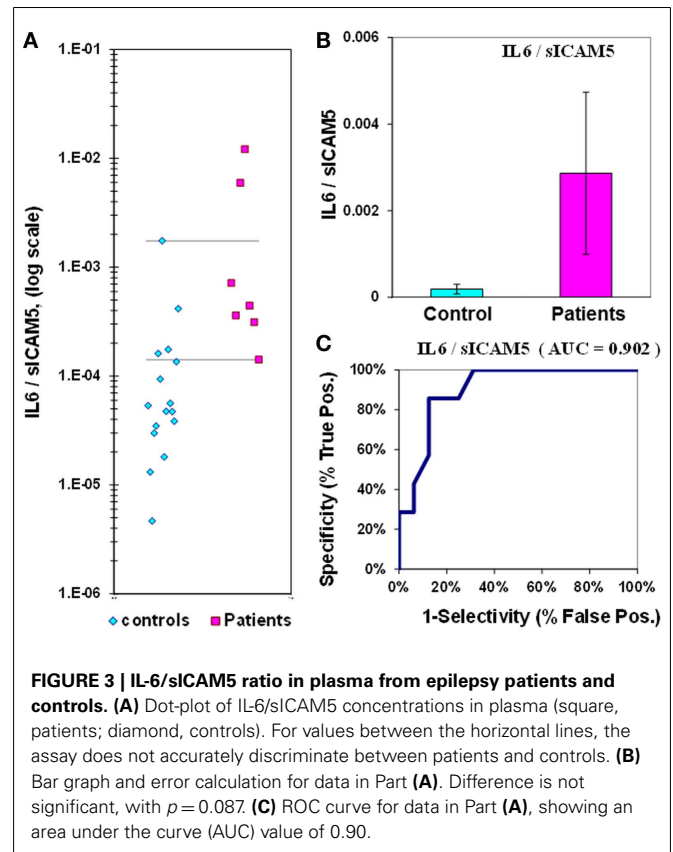 A
1.E-01
1.E-02
1.E-03
1.E-04
1.E-05
1.E-06
IL6 / sICAM5, (log scale)
controls Patients
B
IL6 / sICAM5
0.006
0.004
0.002
0
IL6 / sICAM5
Control Patients
C
IL6 / sICAM5 ( AUC = 0.902 )
100%
80%
60%
40%
20%
0%
Specificity (% True Pos.)
0% 20% 40% 60% 80% 100%
1-Selectivity (% False Pos.)
FIGURE 3 | IL-6/sICAM5 ratio in plasma from epilepsy patients and
controls. (A) Dot-plot of IL-6/sICAM5 concentrations in plasma (square,
patients; diamond, controls). For values between the horizontal lines, the
assay does not accurately discriminate between patients and controls. (B)
Bar graph and error calculation for data in Part (A). Difference is not
significant, with p = 0.087. (C) ROC curve for data in Part (A), showing an
area under the curve (AUC) value of 0.90.